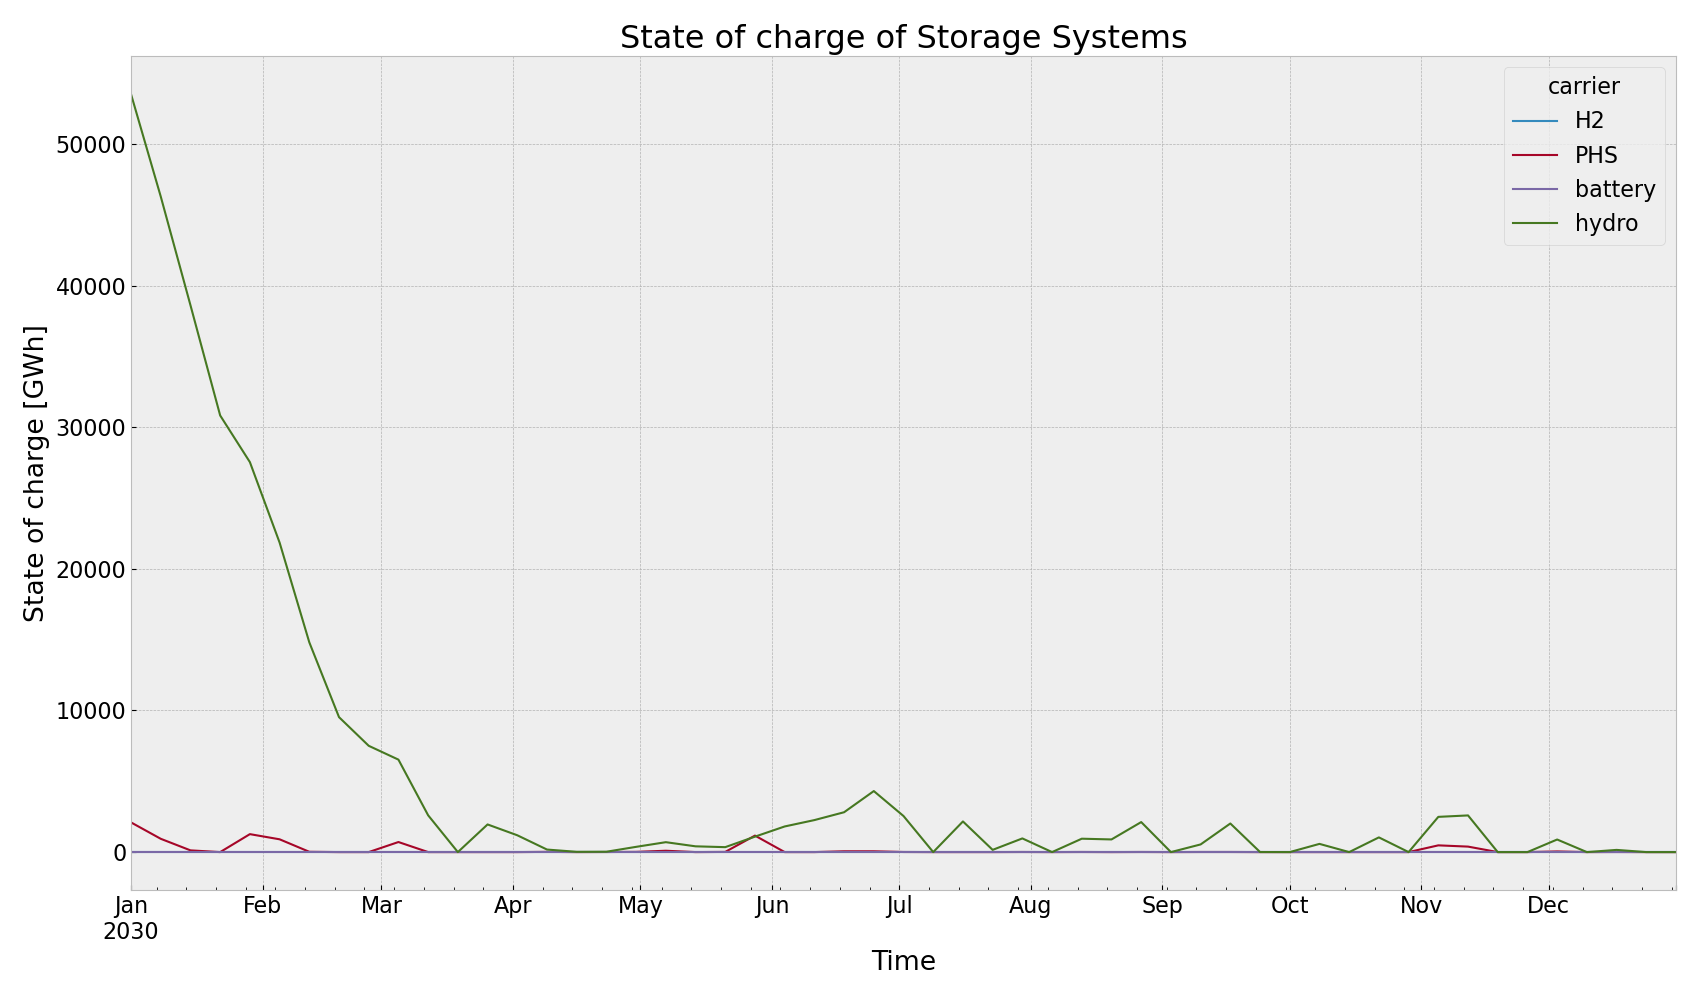 State of charge of Storage Systems
carrier
H2
PHS
battery
hydro
State of charge [GWh]
50000
40000
30000
20000
10000
0
Jan Feb Mar Apr May Jun Jul Aug Sep Oct Nov Dec
2030
Time